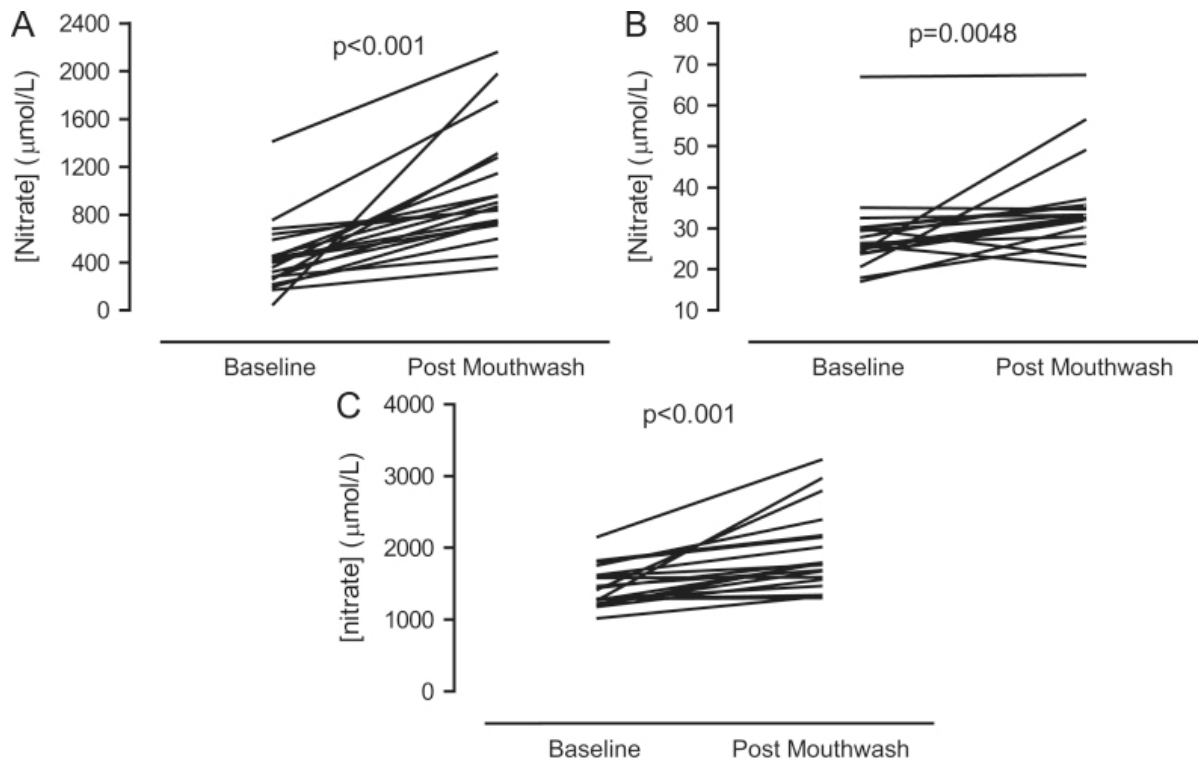 A
p<0.001
[Nitrate] (μmol/L)
2400
2000
1600
1200
800
400
0
Baseline Post Mouthwash
B
p=0.0048
[Nitrate] (μmol/L)
80
70
60
50
40
30
20
10
Baseline Post Mouthwash
C
p<0.001
[nitrate] (μmol/L)
4000
3000
2000
1000
0
Baseline Post Mouthwash